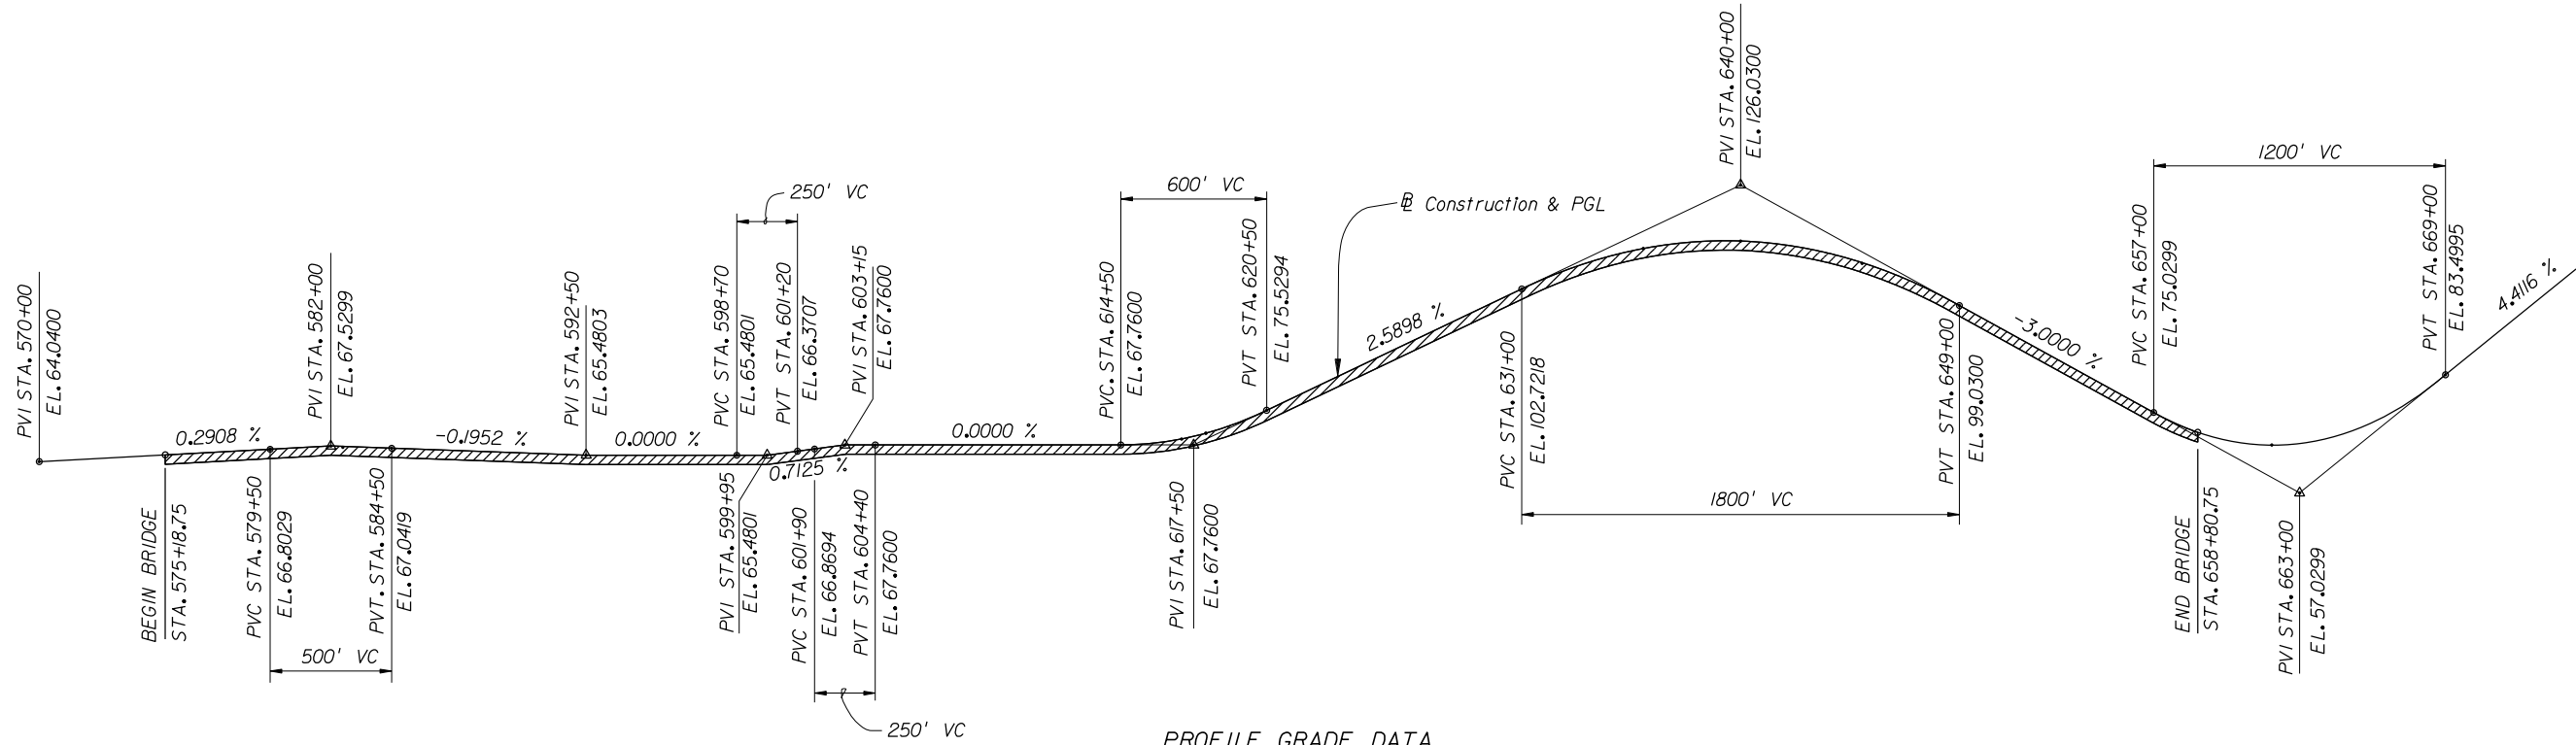 PVI STA. 570+00
EL. 64.0400
BEGIN BRIDGE
STA. 575+18.75
0.2908 %
PVC STA. 579+50
EL. 66.8029
500' VC
PVI STA. 582+00
EL. 67.5299
PVT. STA. 584+50
EL. 67.0419
-0.1952 %
PVI STA. 592+50
EL. 65.4803
0.0000 %
PVC STA. 598+70
EL. 65.4801
250' VC
PVI STA. 599+95
EL. 65.4801
PVT STA. 601+20
EL. 66.3707
0.7125 %
PVC STA. 601+90
EL. 66.8694
PVI STA. 603+15
EL. 67.7600
PVT STA. 604+40
EL. 67.7600
250' VC
0.0000 %
PVC. STA. 614+50
EL. 67.7600
600' VC
PVI STA. 617+50
EL. 67.7600
PVT STA. 620+50
EL. 75.5294
℄ Construction & PGL
2.5898 %
PVC STA. 631+00
EL. 102.7218
1800' VC
PVI STA. 640+00
EL. 126.0300
PVT STA. 649+00
EL. 99.0300
-3.0000 %
PVC STA. 657+00
EL. 75.0299
1200' VC
END BRIDGE
STA. 658+80.75
PVI STA. 663+00
EL. 57.0299
PVT STA. 669+00
EL. 83.4995
4.4116 %
PROFILE GRADE DATA